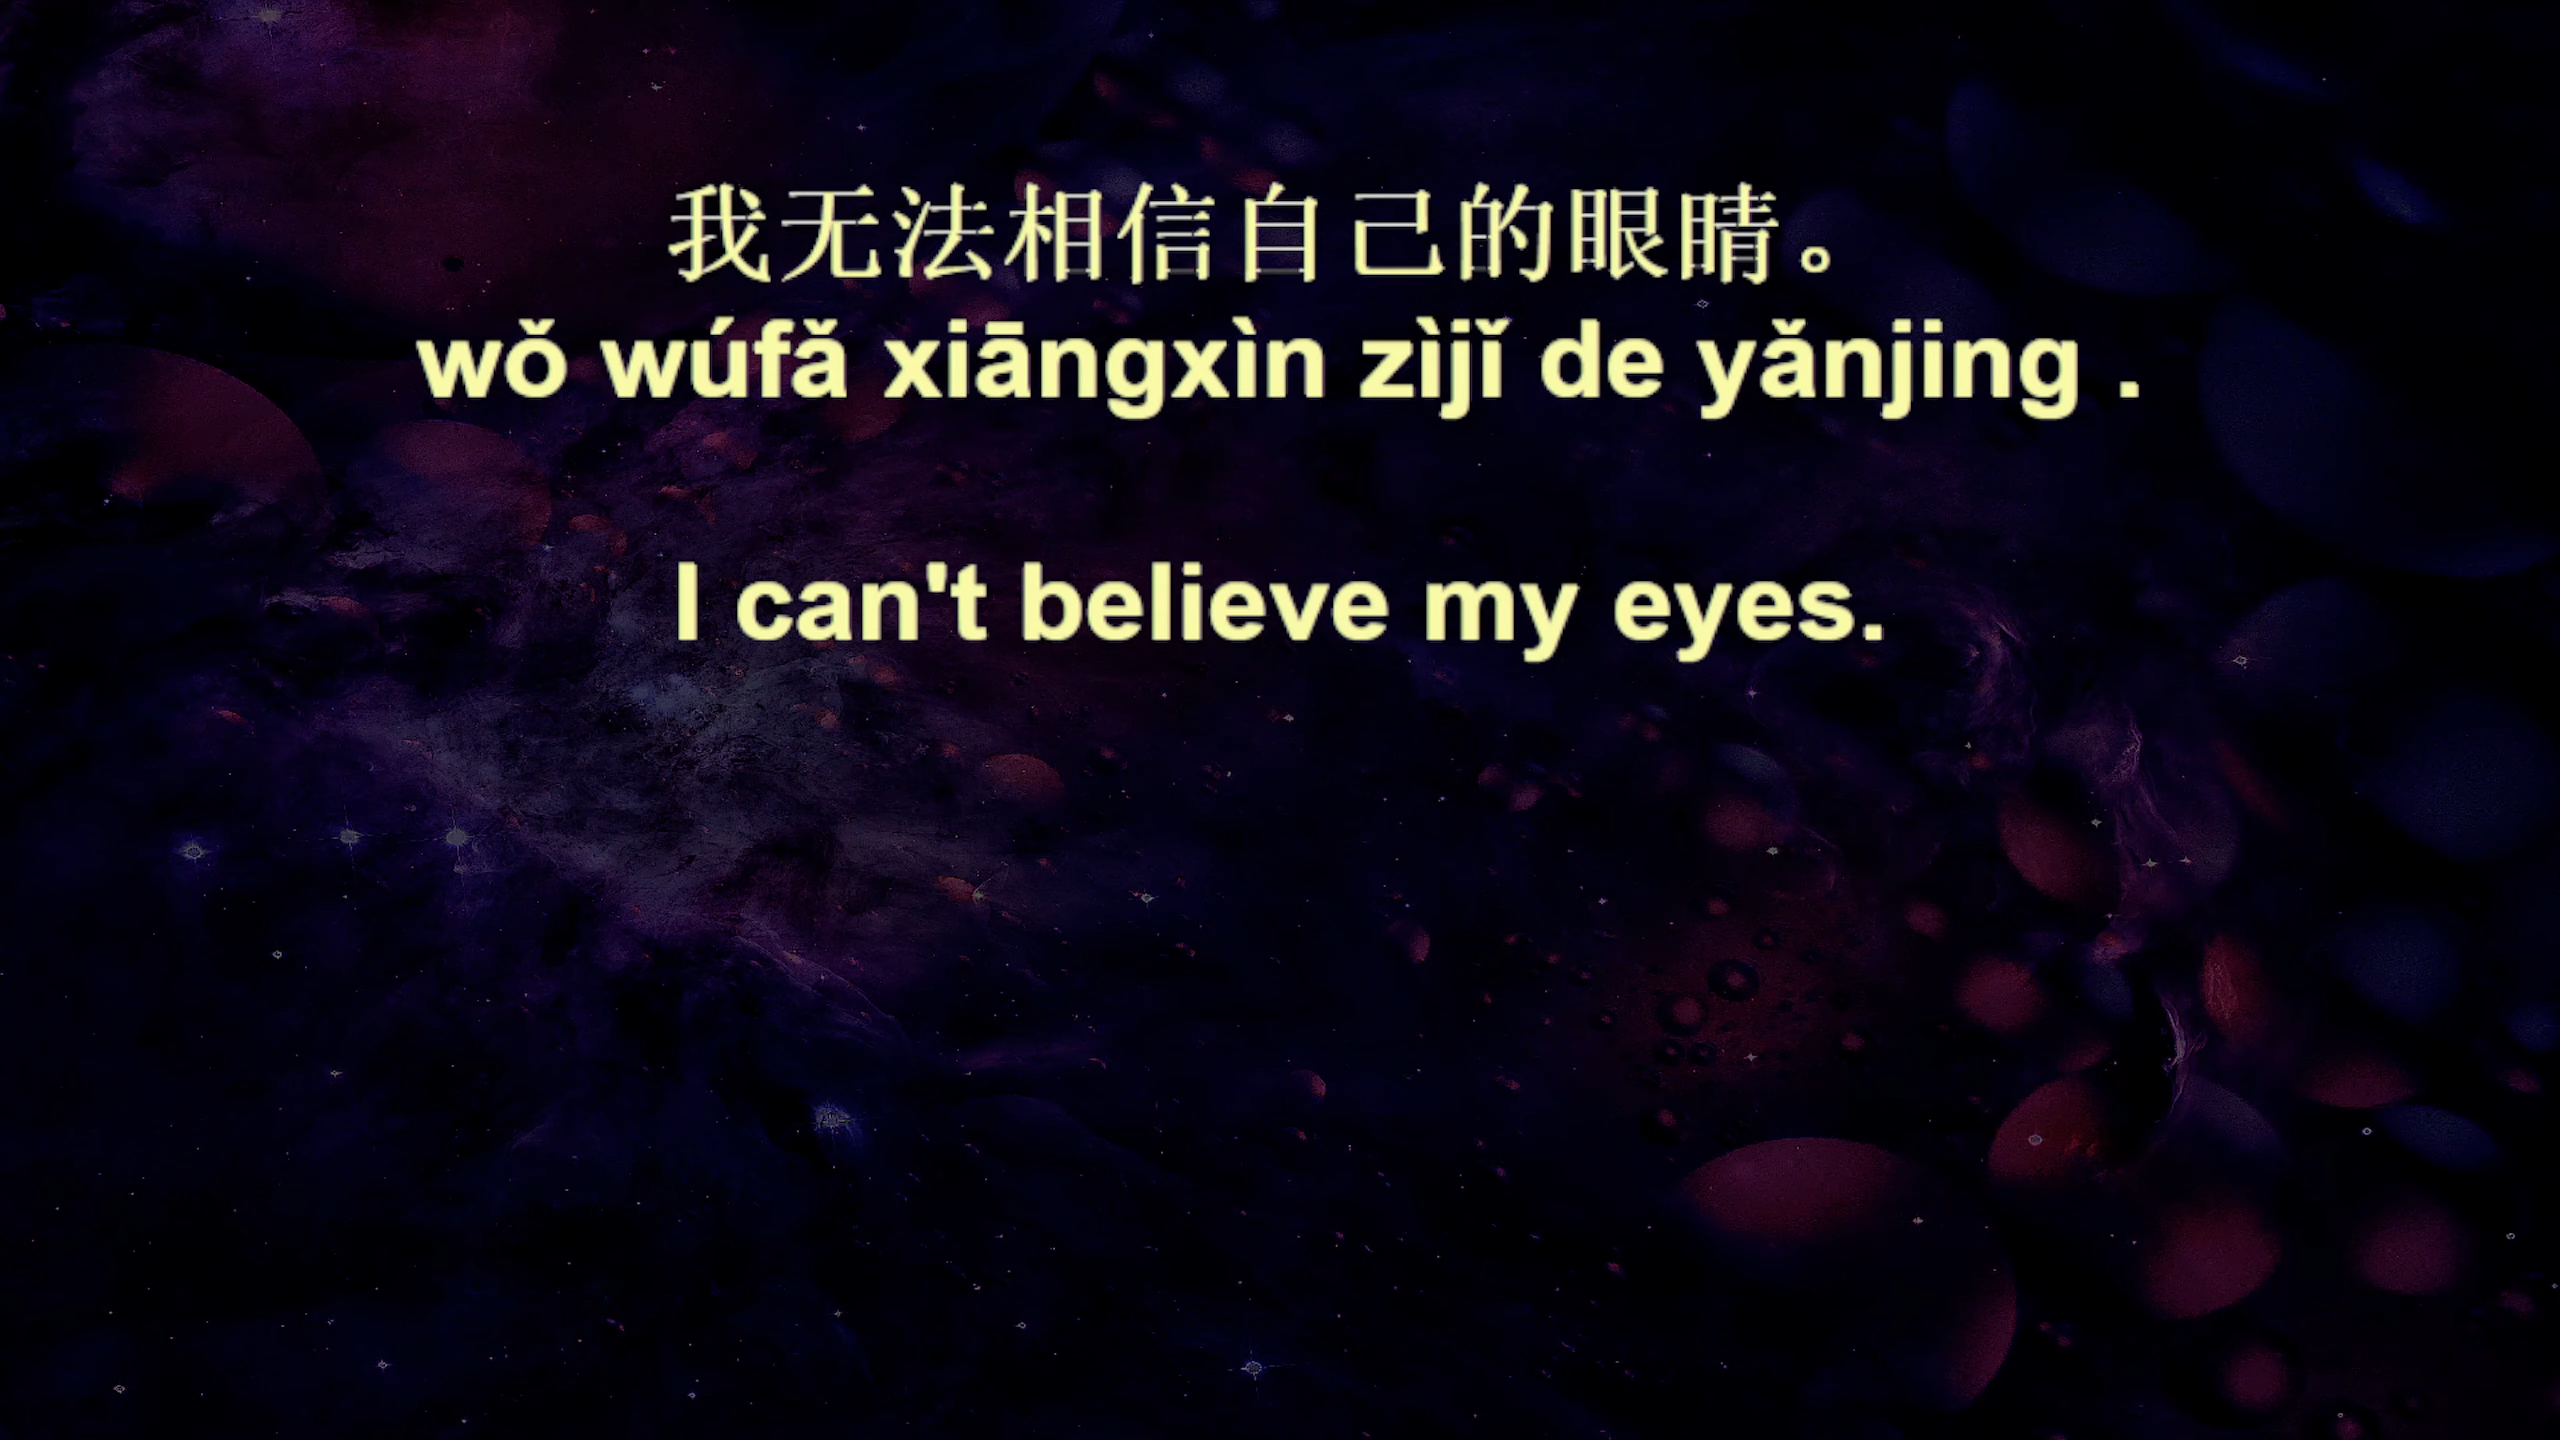 我无法相信自己的眼睛。
wǒ wúfǎ xiāngxìn zìjǐ de yǎnjing .
I can't believe my eyes.